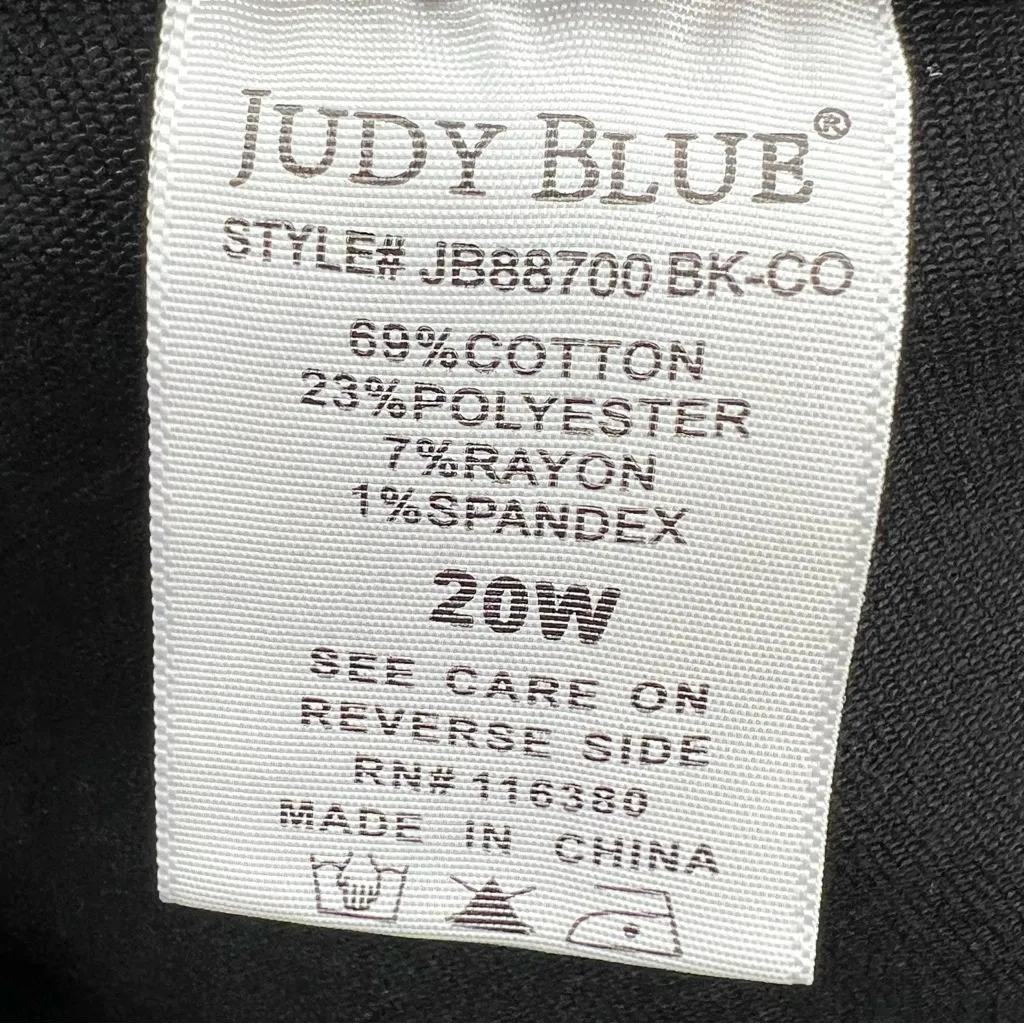 JUDY BLUE®
STYLE# JB88700 BK-CO
69%COTTON
23%POLYESTER
7%RAYON
1%SPANDEX
20W
SEE CARE ON
REVERSE SIDE
RN# 116380
MADE IN CHINA